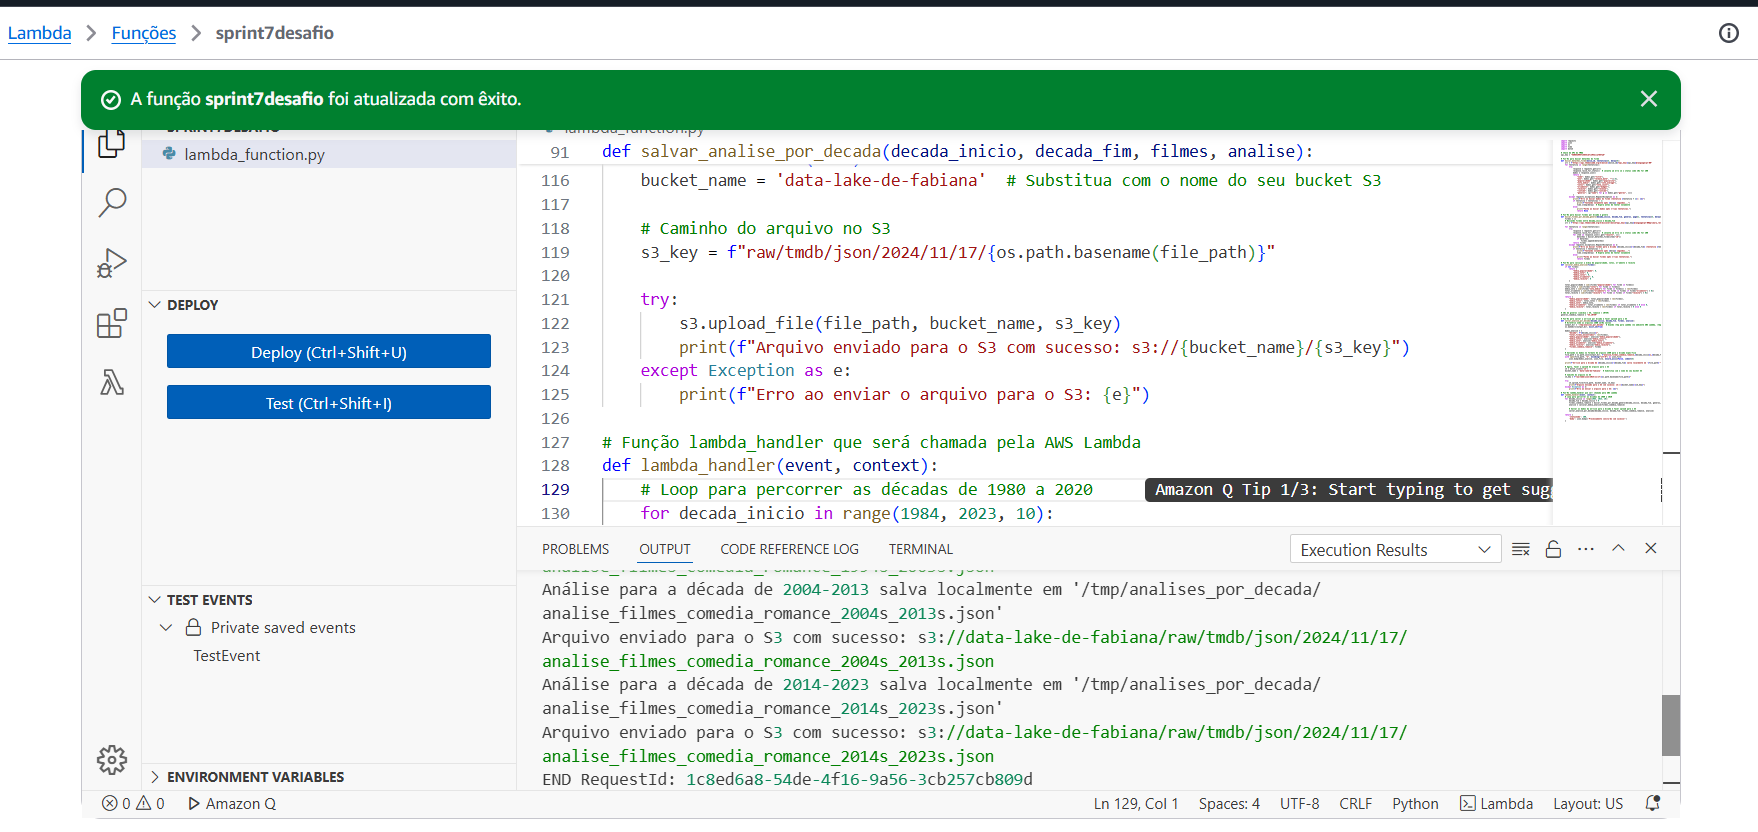 Lambda > Funções > sprint7desafio
A função sprint7desafio foi atualizada com êxito.
lambda_function.py
DEPLOY
Deploy (Ctrl+Shift+U)
Test (Ctrl+Shift+I)
TEST EVENTS
Private saved events
TestEvent
ENVIRONMENT VARIABLES
91 def salvar_analise_por_decada(decada_inicio, decada_fim, filmes, analise):
116 bucket_name = 'data-lake-de-fabiana'  # Substitua com o nome do seu bucket S3
117
118 # Caminho do arquivo no S3
119 s3_key = f"raw/tmdb/json/2024/11/17/{os.path.basename(file_path)}"
120
121 try:
122 s3.upload_file(file_path, bucket_name, s3_key)
123 print(f"Arquivo enviado para o S3 com sucesso: s3://{bucket_name}/{s3_key}")
124 except Exception as e:
125 print(f"Erro ao enviar o arquivo para o S3: {e}")
126
127 # Função lambda_handler que será chamada pela AWS Lambda
128 def lambda_handler(event, context):
129 # Loop para percorrer as décadas de 1980 a 2020
Amazon Q Tip 1/3: Start typing to get sug
130 for decada_inicio in range(1984, 2023, 10):
PROBLEMS OUTPUT CODE REFERENCE LOG TERMINAL
Execution Results
Análise para a década de 2004-2013 salva localmente em '/tmp/analises_por_decada/
analise_filmes_comedia_romance_2004s_2013s.json'
Arquivo enviado para o S3 com sucesso: s3://data-lake-de-fabiana/raw/tmdb/json/2024/11/17/
analise_filmes_comedia_romance_2004s_2013s.json
Análise para a década de 2014-2023 salva localmente em '/tmp/analises_por_decada/
analise_filmes_comedia_romance_2014s_2023s.json'
Arquivo enviado para o S3 com sucesso: s3://data-lake-de-fabiana/raw/tmdb/json/2024/11/17/
analise_filmes_comedia_romance_2014s_2023s.json
END RequestId: 1c8ed6a8-54de-4f16-9a56-3cb257cb809d
0 0 Amazon Q
Ln 129, Col 1 Spaces: 4 UTF-8 CRLF Python Lambda Layout: US